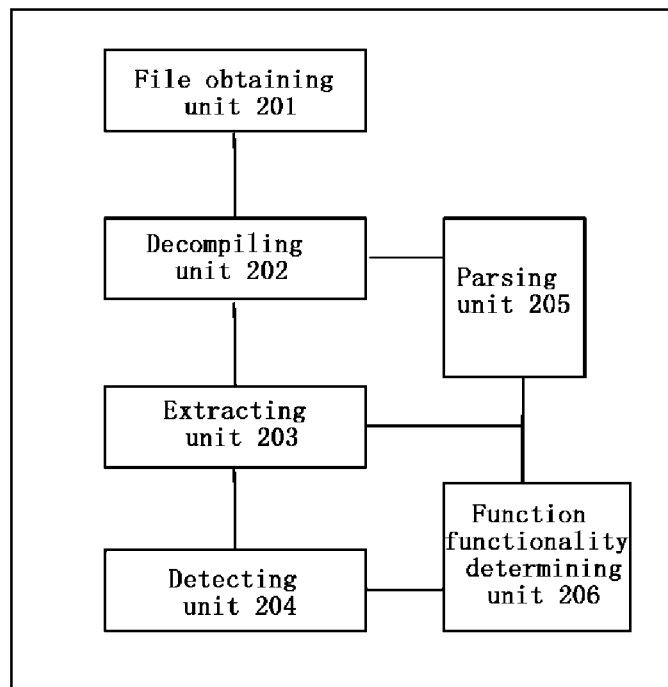 File obtaining
unit 201
Decompiling
unit 202
Parsing
unit 205
Extracting
unit 203
Function
functionality
determining
unit 206
Detecting
unit 204